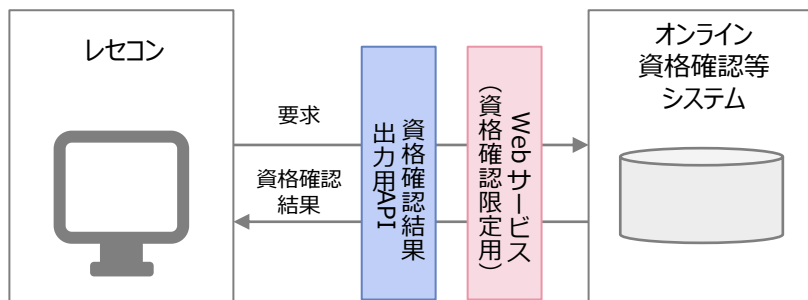 レセコン
要求
資格確認
結果
資格確認結果
出力用API
Webサービス
（資格確認限定用）
オンライン
資格確認等
システム